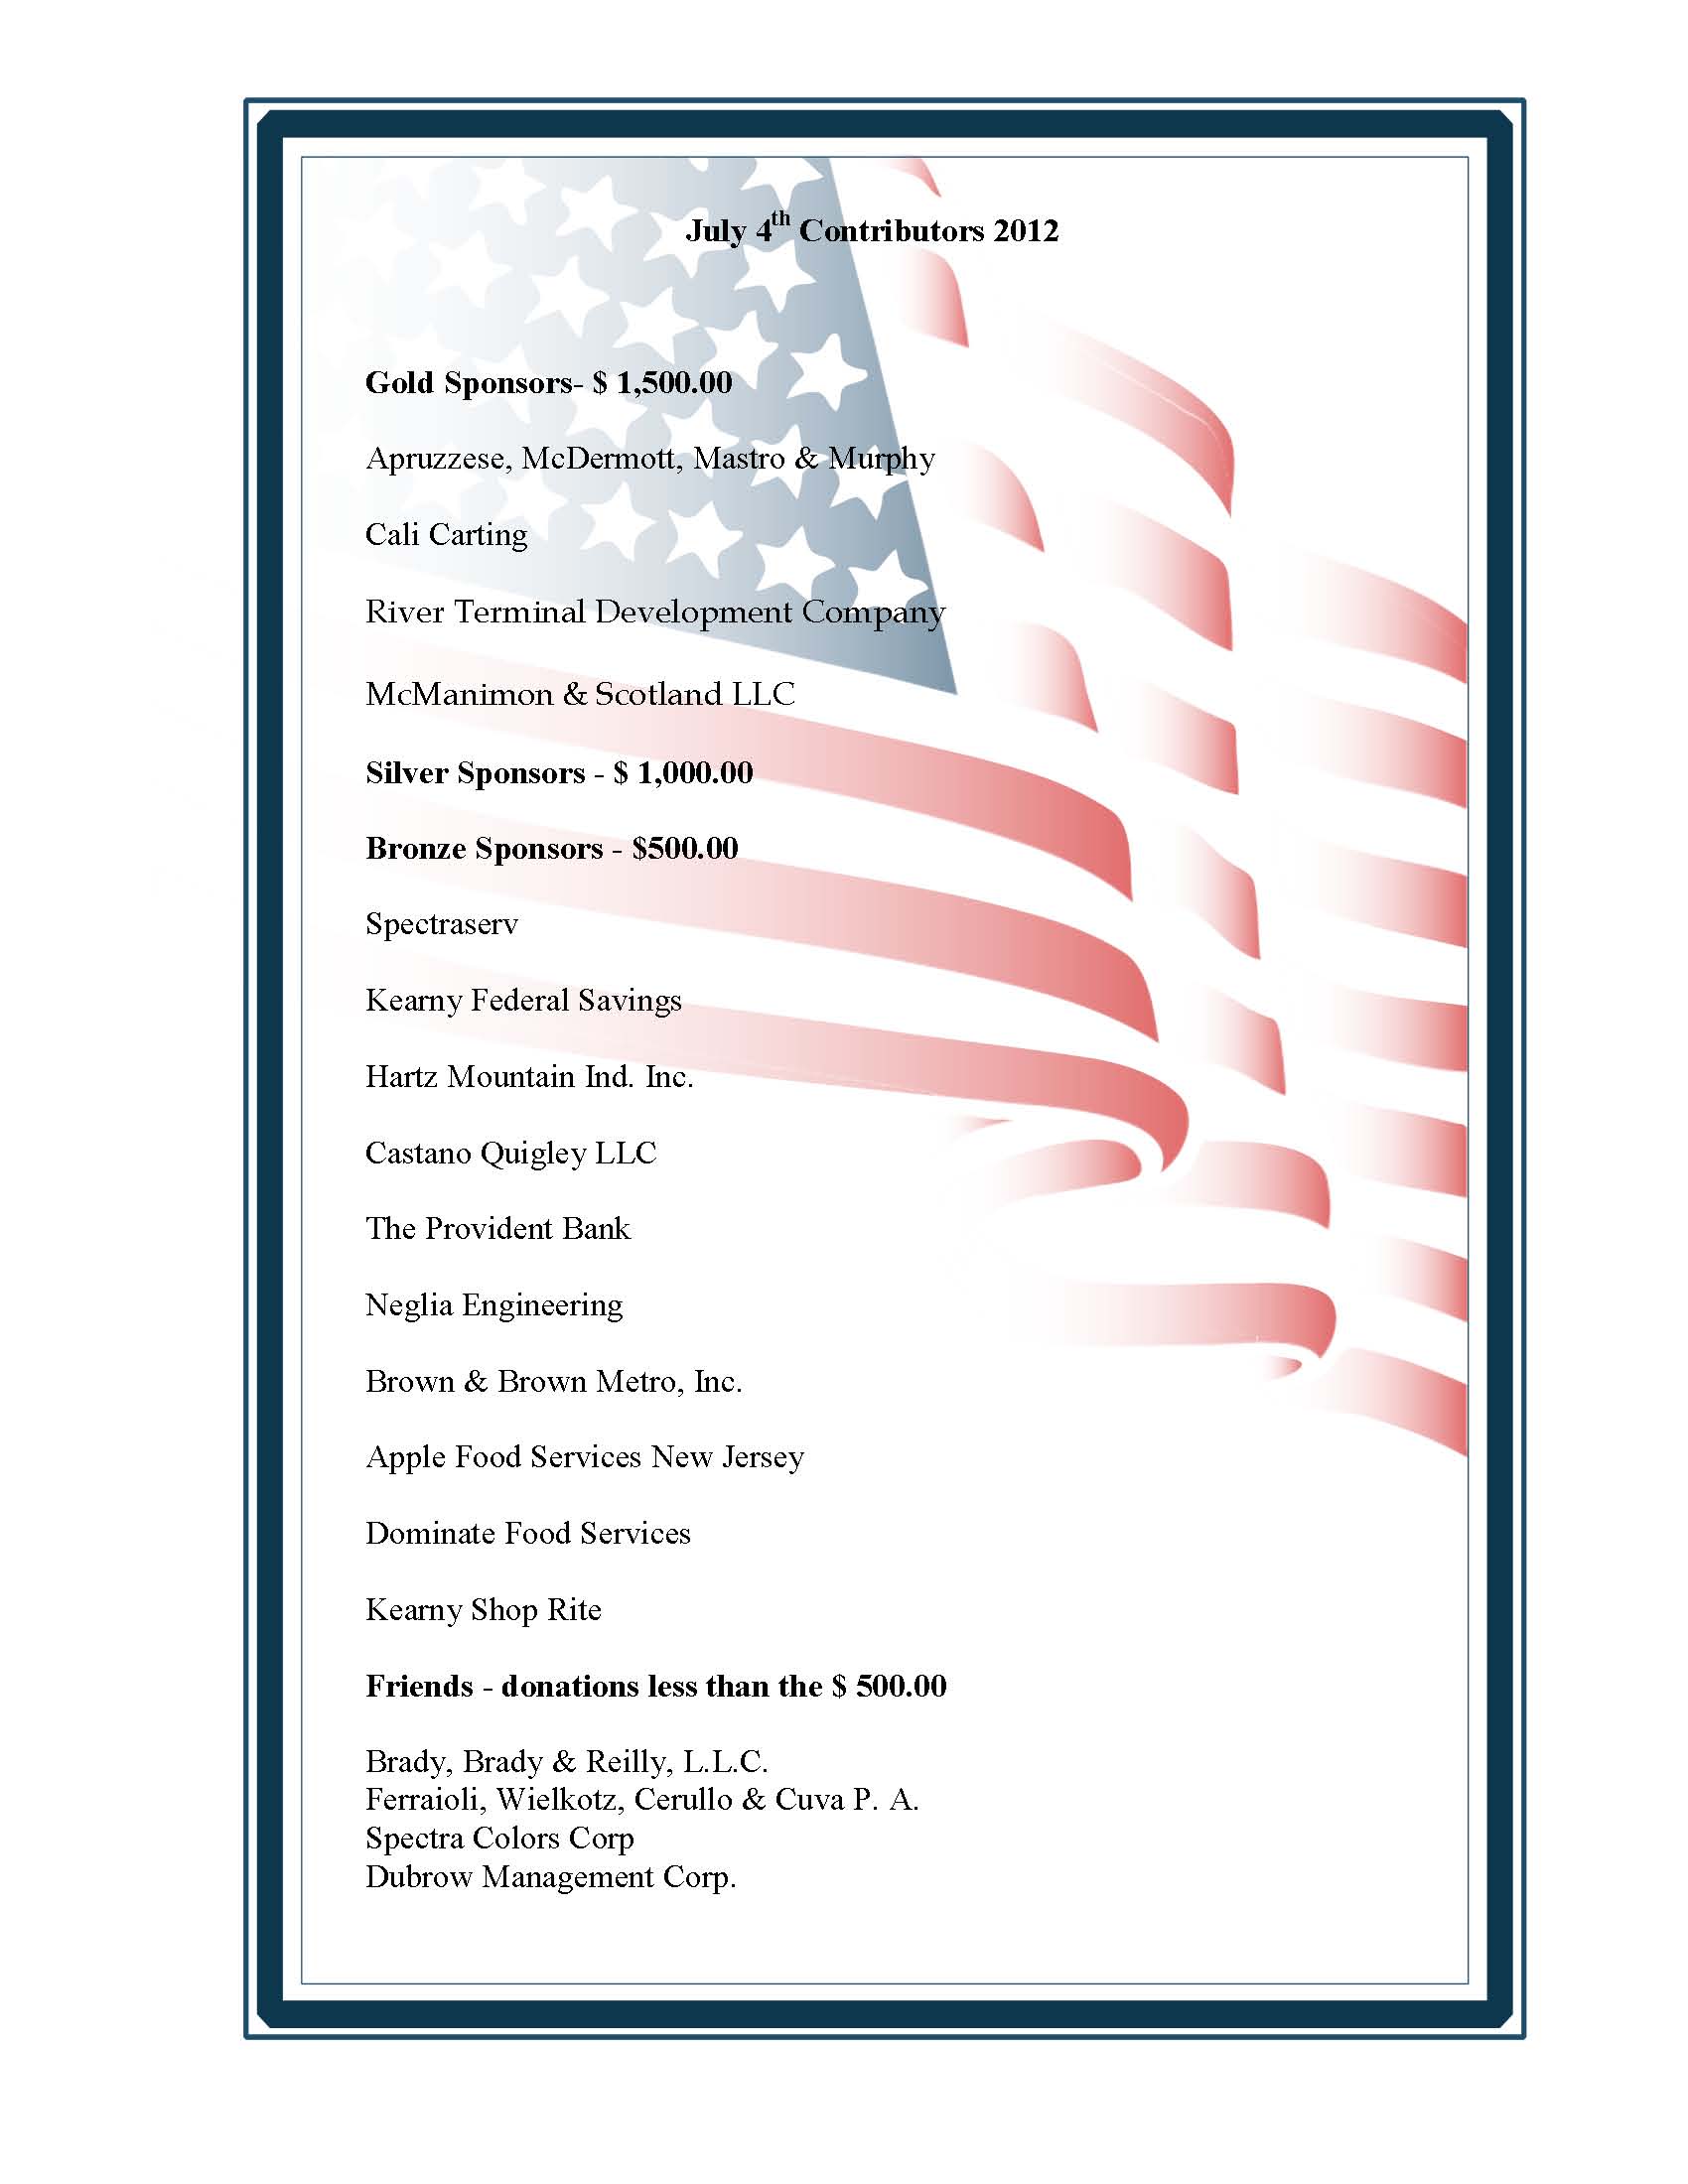 July 4th Contributors 2012
Gold Sponsors- $ 1,500.00
Apruzzese, McDermott, Mastro & Murphy
Cali Carting
River Terminal Development Company
McManimon & Scotland LLC
Silver Sponsors - $ 1,000.00
Bronze Sponsors - $500.00
Spectraserv
Kearny Federal Savings
Hartz Mountain Ind. Inc.
Castano Quigley LLC
The Provident Bank
Neglia Engineering
Brown & Brown Metro, Inc.
Apple Food Services New Jersey
Dominate Food Services
Kearny Shop Rite
Friends - donations less than the $ 500.00
Brady, Brady & Reilly, L.L.C.
Ferraioli, Wielkotz, Cerullo & Cuva P. A.
Spectra Colors Corp
Dubrow Management Corp.